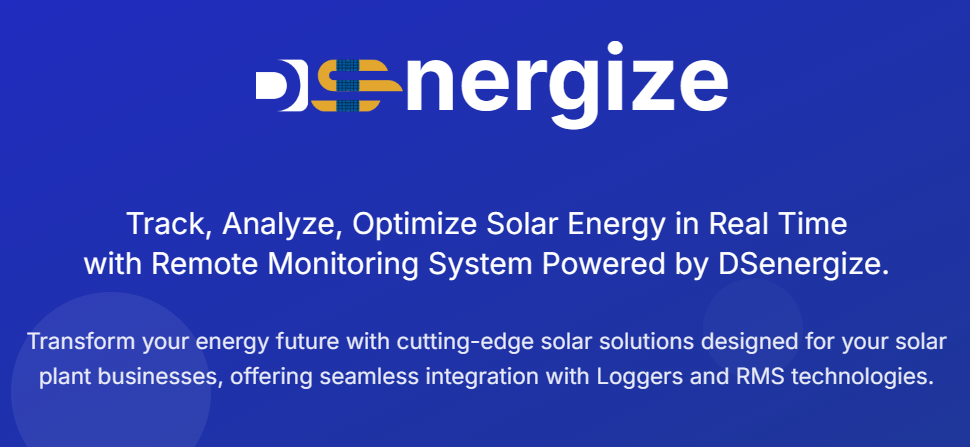 DSenergize
Track, Analyze, Optimize Solar Energy in Real Time
with Remote Monitoring System Powered by DSenergize.
Transform your energy future with cutting-edge solar solutions designed for your solar
plant businesses, offering seamless integration with Loggers and RMS technologies.